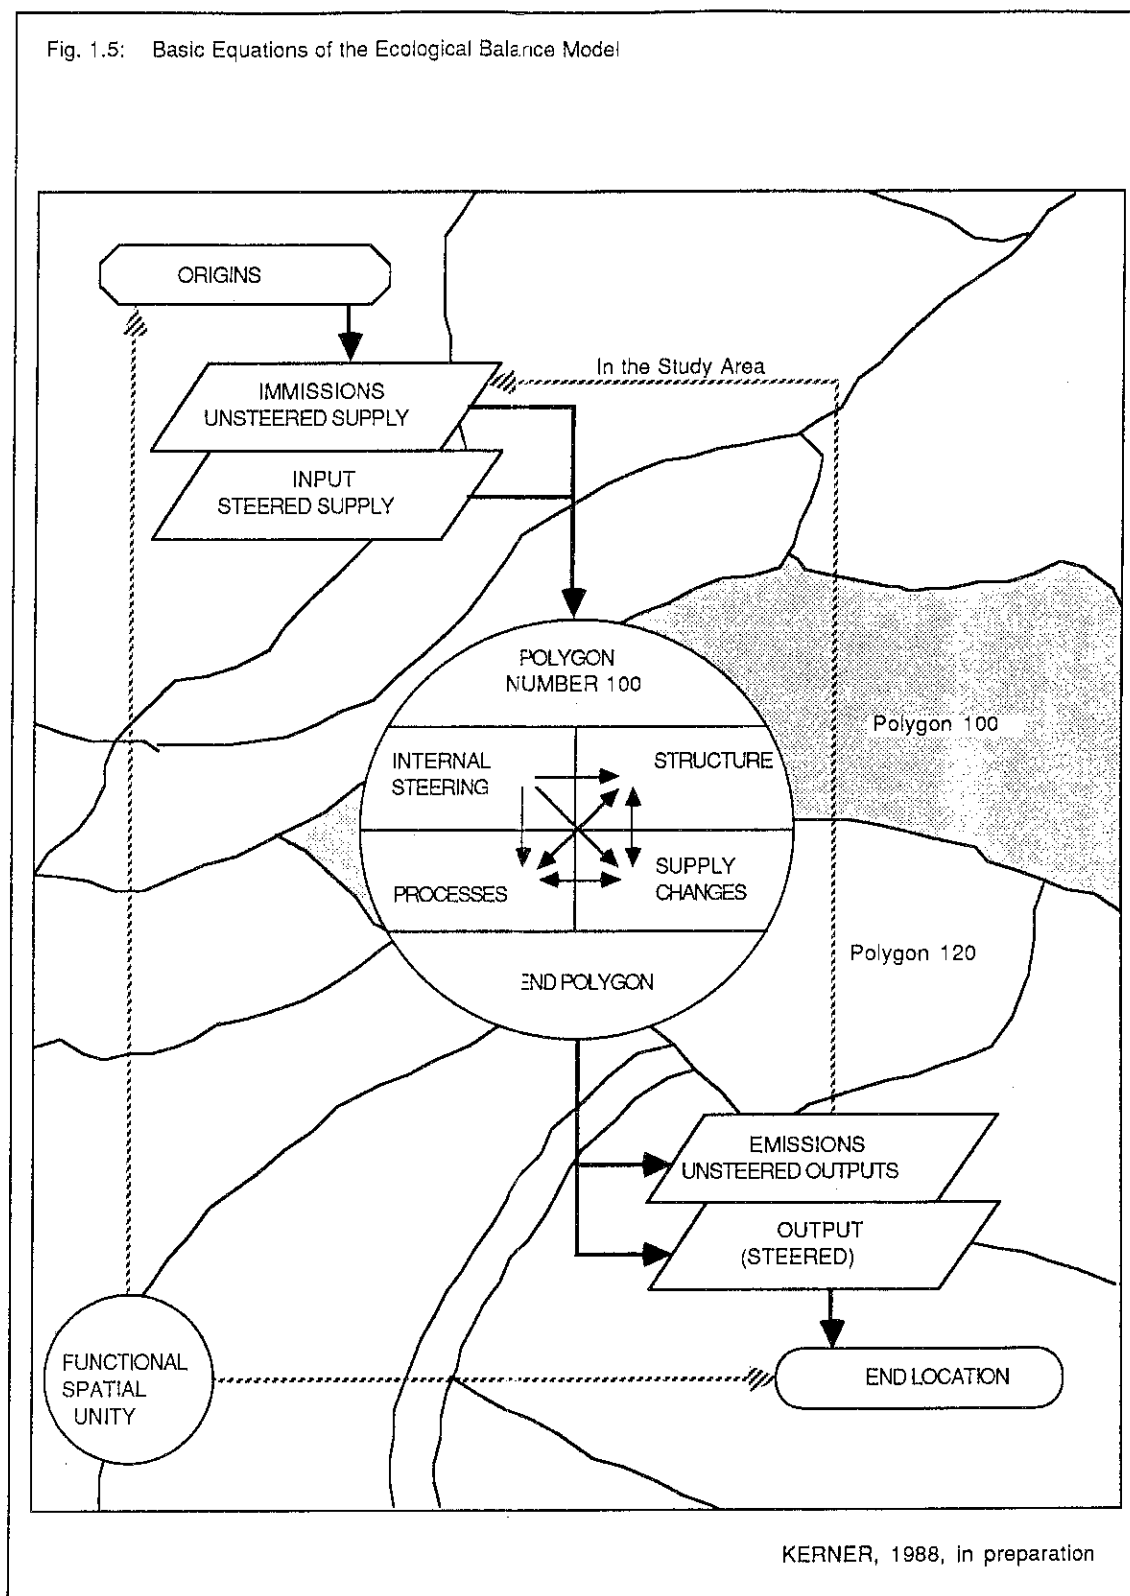 Fig. 1.5: Basic Equations of the Ecological Balance Model
ORIGINS
In the Study Area
IMMISSIONS
UNSTEERED SUPPLY
INPUT
STEERED SUPPLY
POLYGON
NUMBER 100
Polygon 100
INTERNAL
STEERING
STRUCTURE
PROCESSES
SUPPLY
CHANGES
Polygon 120
END POLYGON
EMISSIONS
UNSTEERED OUTPUTS
OUTPUT
(STEERED)
FUNCTIONAL
SPATIAL
UNITY
END LOCATION
KERNER, 1988, in preparation